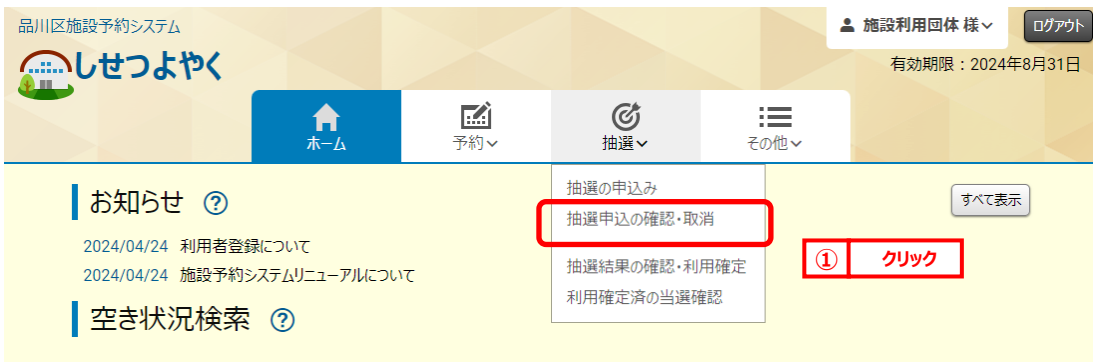 品川区施設予約システム
しせつよやく
施設利用団体 様
ログアウト
有効期限：2024年8月31日
ホーム
予約
抽選
その他
抽選の申込み
抽選申込の確認・取消
抽選結果の確認・利用確定
利用確定済の当選確認
お知らせ ?
すべて表示
2024/04/24 利用者登録について
2024/04/24 施設予約システムリニューアルについて
① クリック
空き状況検索 ?